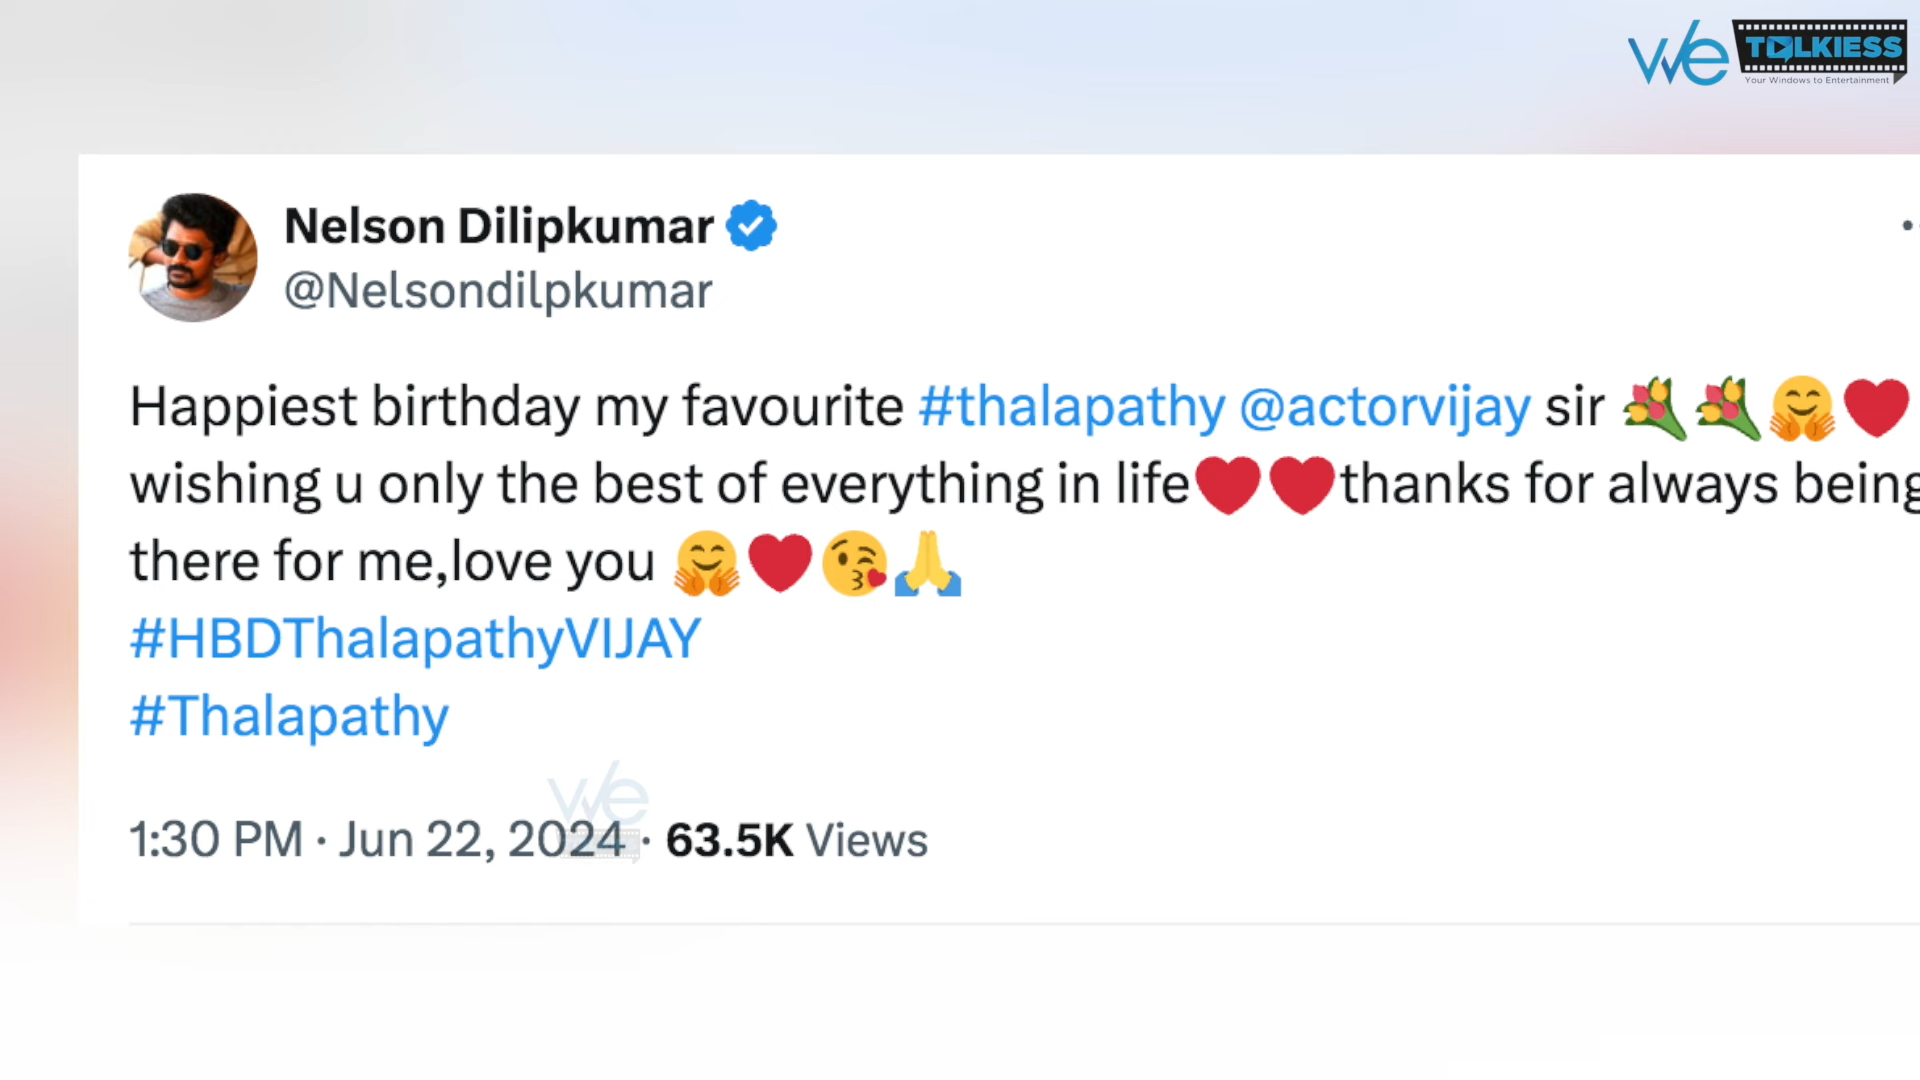 we TOLKIESS
Your Windows to Entertainment
Nelson Dilipkumar
@Nelsondilpkumar
Happiest birthday my favourite #thalapathy @actorvijay sir 💐💐🤗❤️
wishing u only the best of everything in life❤️❤️thanks for always being
there for me,love you 🤗❤️😘🙏
#HBDThalapathyVIJAY
#Thalapathy
we
1:30 PM · Jun 22, 2024 · 63.5K Views